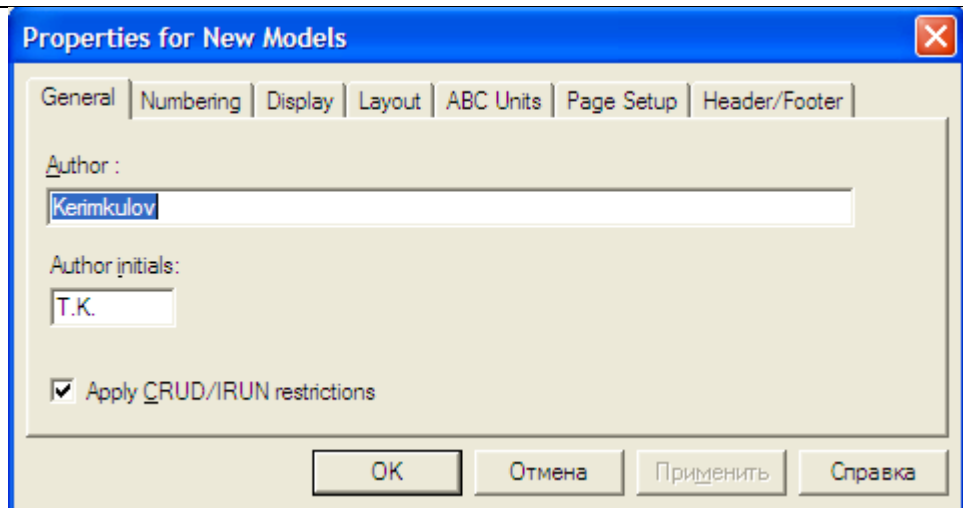 Properties for New Models
General Numbering Display Layout ABC Units Page Setup Header/Footer
Author :
Kerimkulov
Author initials:
T.K.
Apply CRUD/IRUN restrictions
OK Отмена Применить Справка